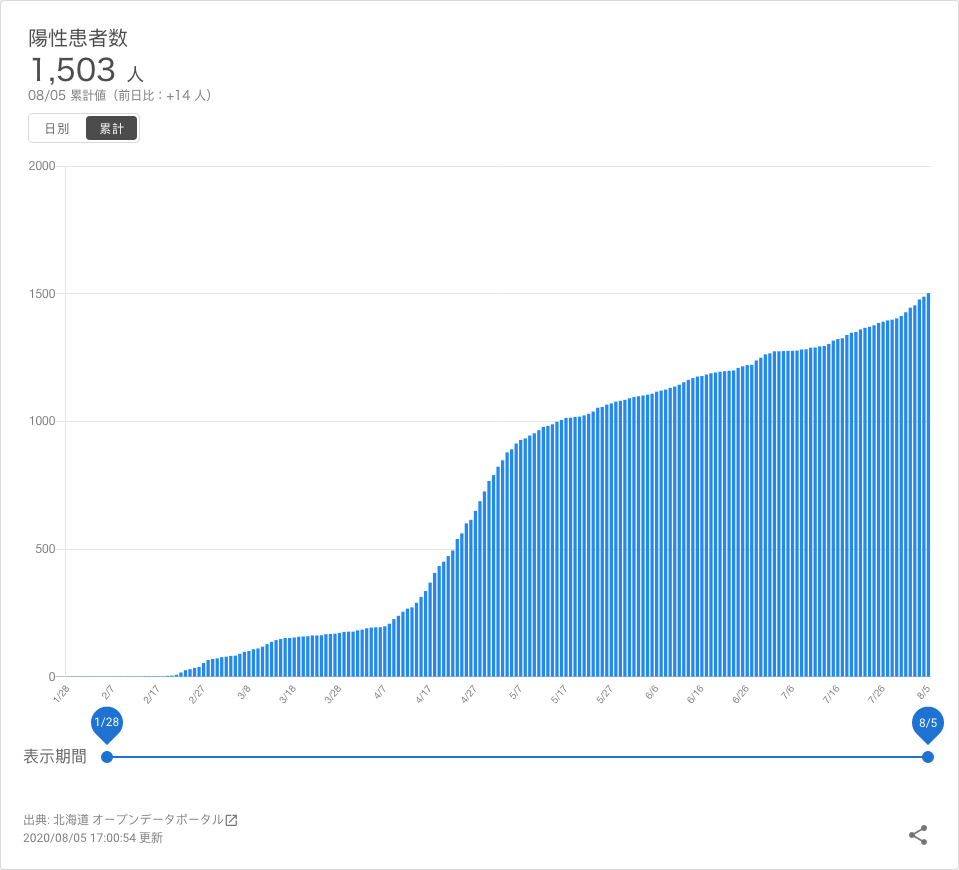 陽性患者数
1,503 人
08/05 累計値（前日比：+14 人）
日別 累計
2000
1500
1000
500
0
1/28 2/7 2/17 2/27 3/8 3/18 3/28 4/7 4/17 4/27 5/7 5/17 5/27 6/6 6/16 6/26 7/6 7/16 7/26 8/5
1/28 8/5
表示期間
出典: 北海道 オープンデータポータル
2020/08/05 17:00:54 更新